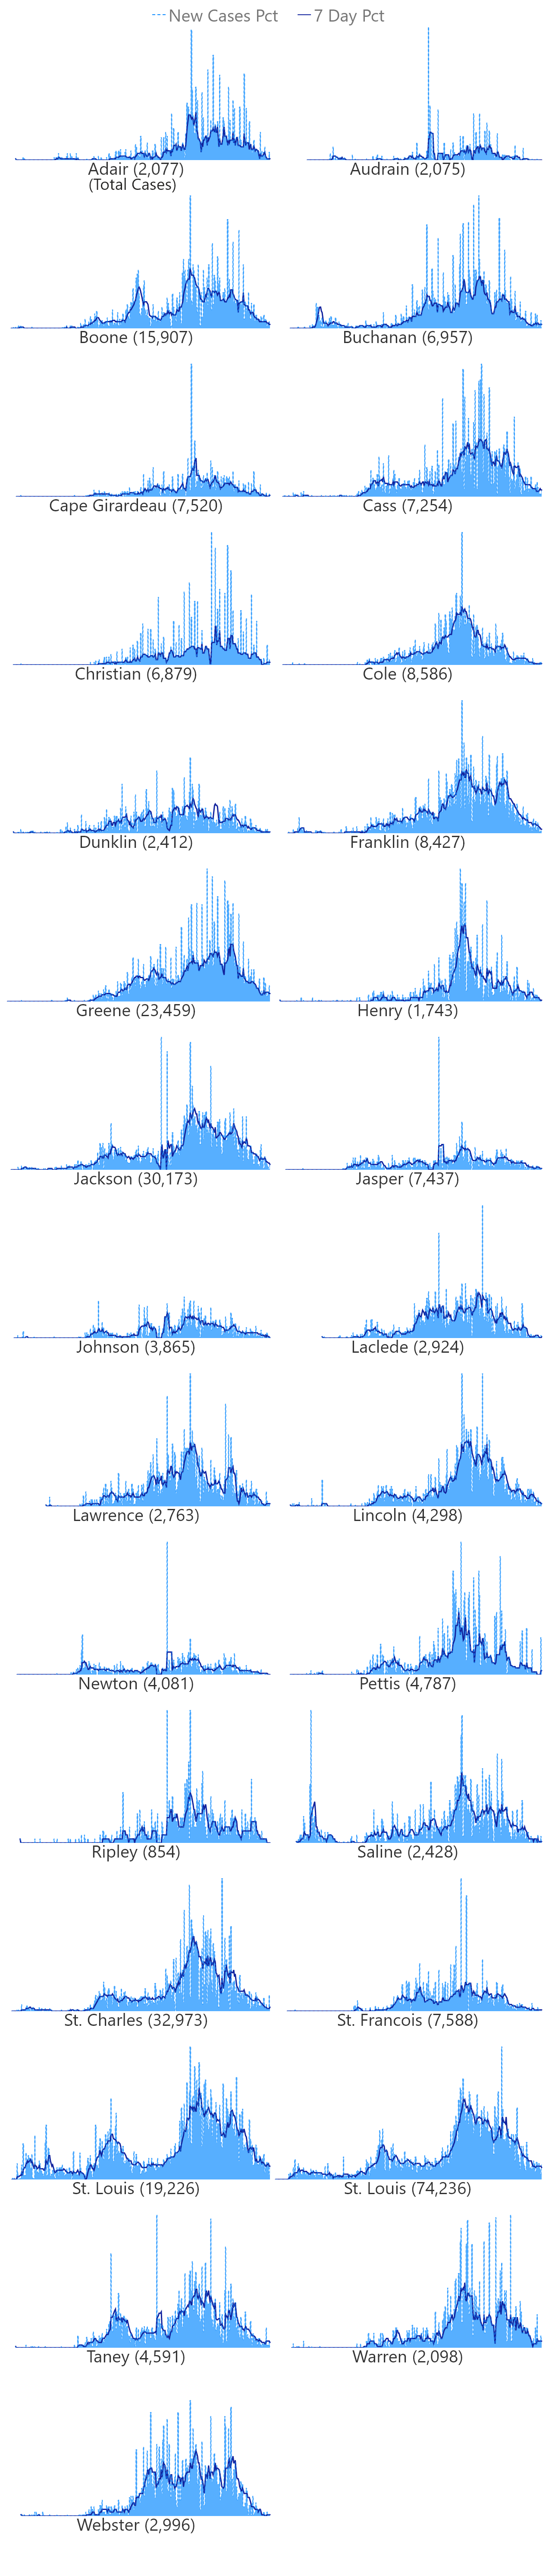 New Cases Pct 7 Day Pct
Adair (2,077) Audrain (2,075)
(Total Cases)
Boone (15,907) Buchanan (6,957)
Cape Girardeau (7,520) Cass (7,254)
Christian (6,879) Cole (8,586)
Dunklin (2,412) Franklin (8,427)
Greene (23,459) Henry (1,743)
Jackson (30,173) Jasper (7,437)
Johnson (3,865) Laclede (2,924)
Lawrence (2,763) Lincoln (4,298)
Newton (4,081) Pettis (4,787)
Ripley (854) Saline (2,428)
St. Charles (32,973) St. Francois (7,588)
St. Louis (19,226) St. Louis (74,236)
Taney (4,591) Warren (2,098)
Webster (2,996)